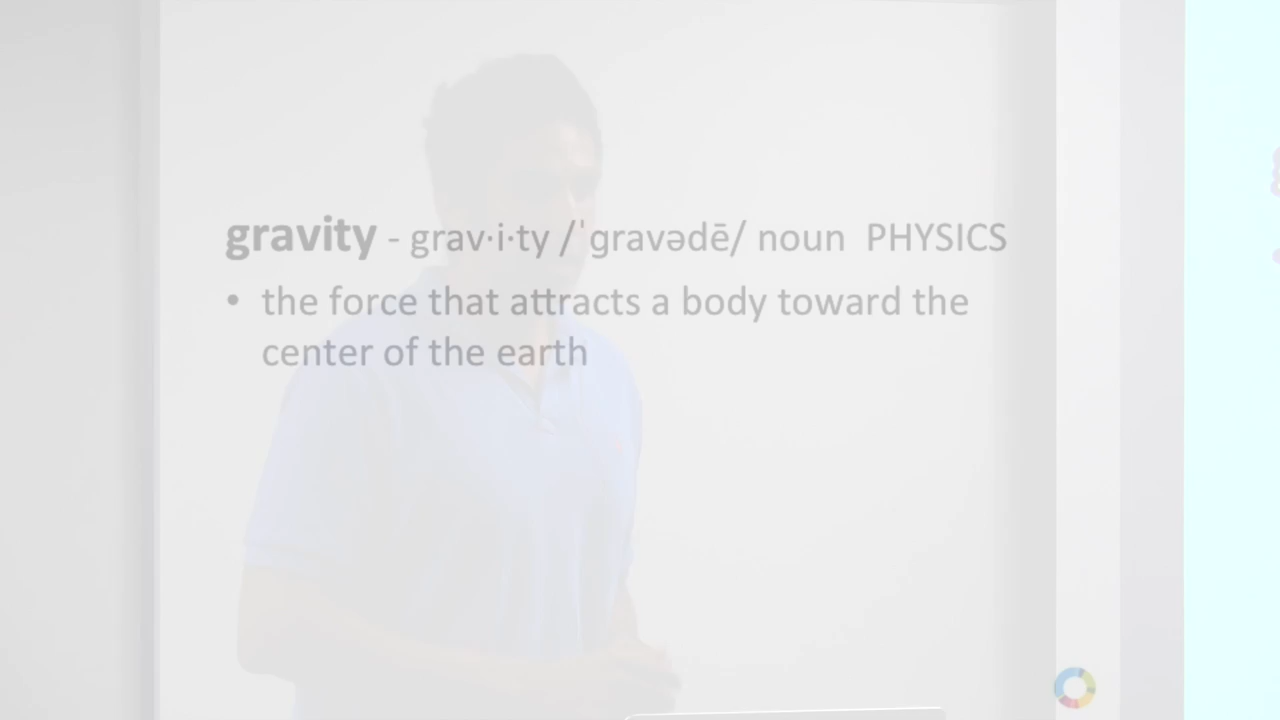 gravity - grav·i·ty /ˈgravədē/ noun PHYSICS
• the force that attracts a body toward the
center of the earth